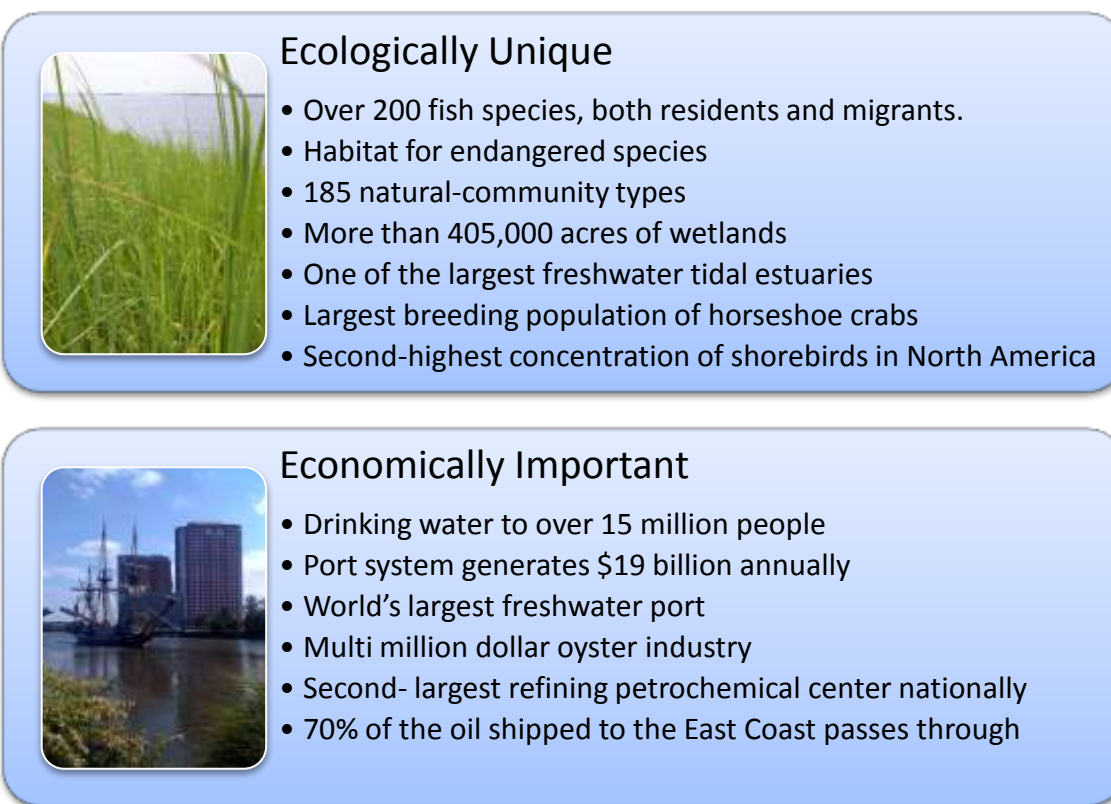 Ecologically Unique
• Over 200 fish species, both residents and migrants.
• Habitat for endangered species
• 185 natural-community types
• More than 405,000 acres of wetlands
• One of the largest freshwater tidal estuaries
• Largest breeding population of horseshoe crabs
• Second-highest concentration of shorebirds in North America
Economically Important
• Drinking water to over 15 million people
• Port system generates $19 billion annually
• World’s largest freshwater port
• Multi million dollar oyster industry
• Second- largest refining petrochemical center nationally
• 70% of the oil shipped to the East Coast passes through